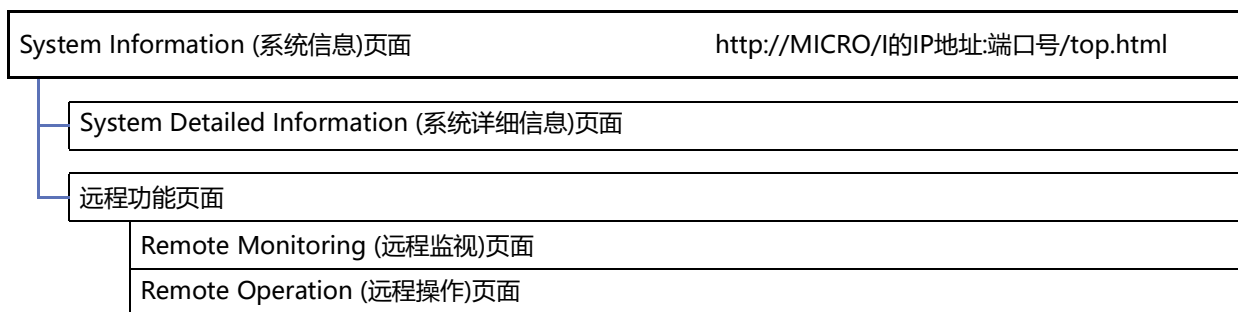 System Information (系统信息)页面 http://MICRO/I的IP地址:端口号/top.html
System Detailed Information (系统详细信息)页面
远程功能页面
Remote Monitoring (远程监视)页面
Remote Operation (远程操作)页面